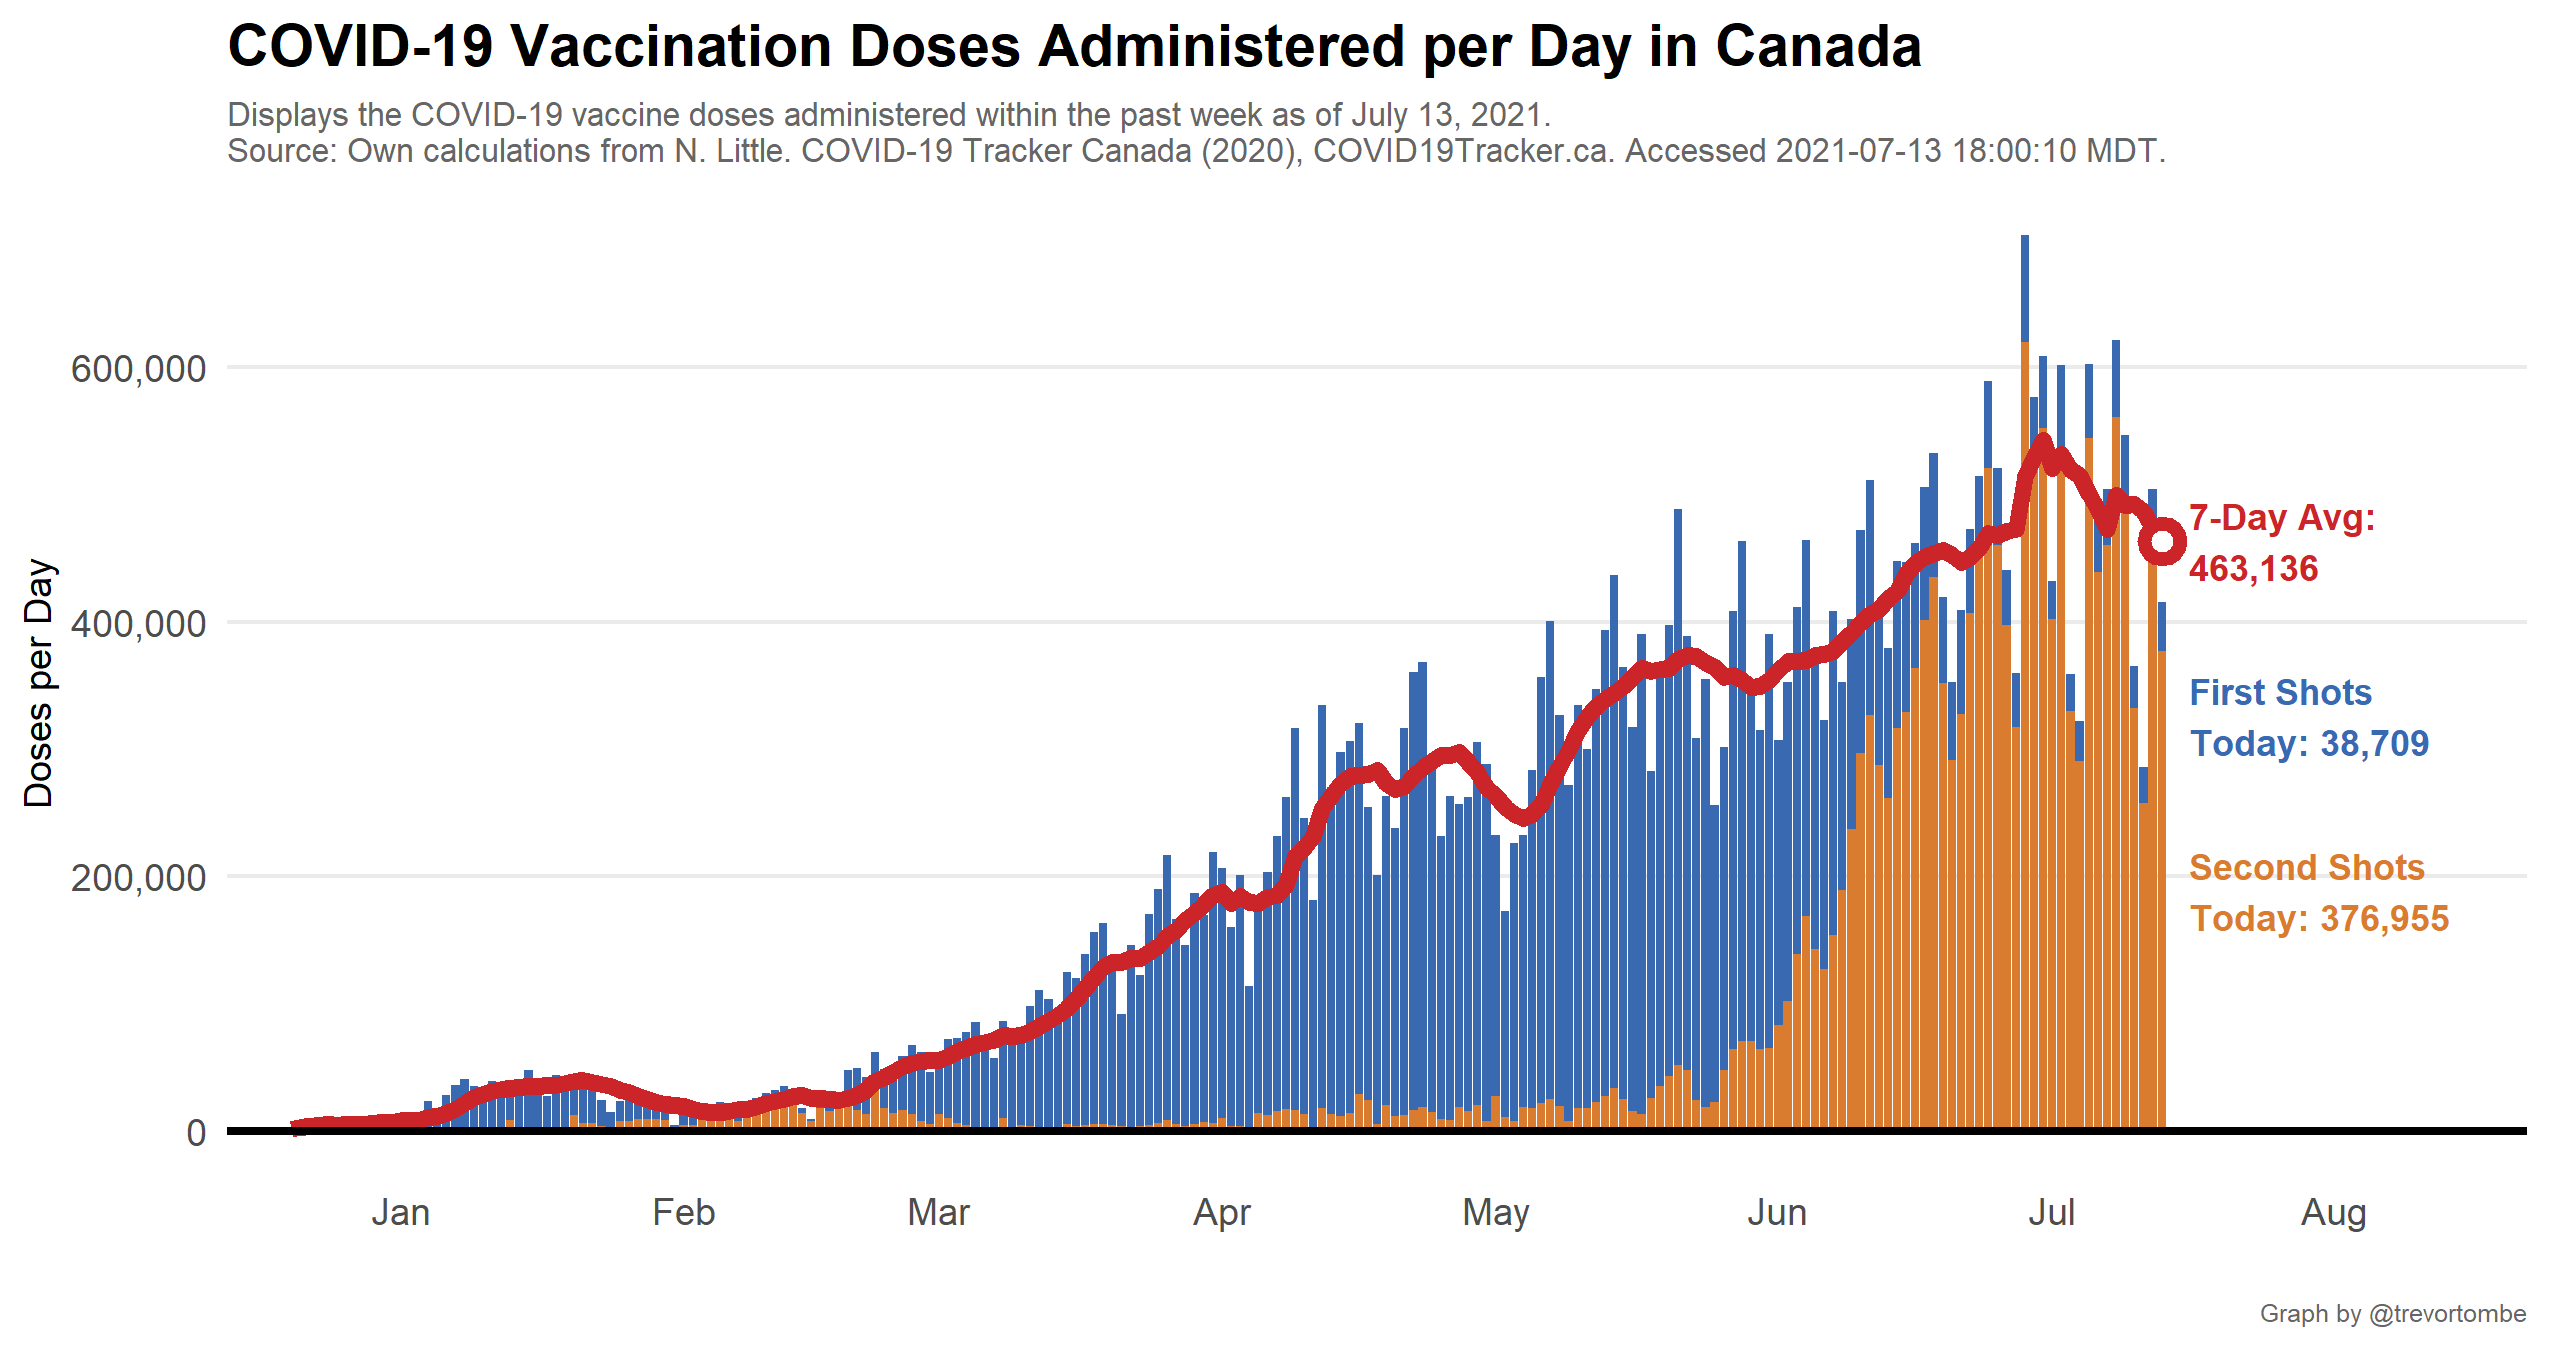 COVID-19 Vaccination Doses Administered per Day in Canada
Displays the COVID-19 vaccine doses administered within the past week as of July 13, 2021.
Source: Own calculations from N. Little. COVID-19 Tracker Canada (2020), COVID19Tracker.ca. Accessed 2021-07-13 18:00:10 MDT.
Doses per Day
600,000
400,000
200,000
0
7-Day Avg:
463,136
First Shots
Today: 38,709
Second Shots
Today: 376,955
Jan Feb Mar Apr May Jun Jul Aug
Graph by @trevortombe